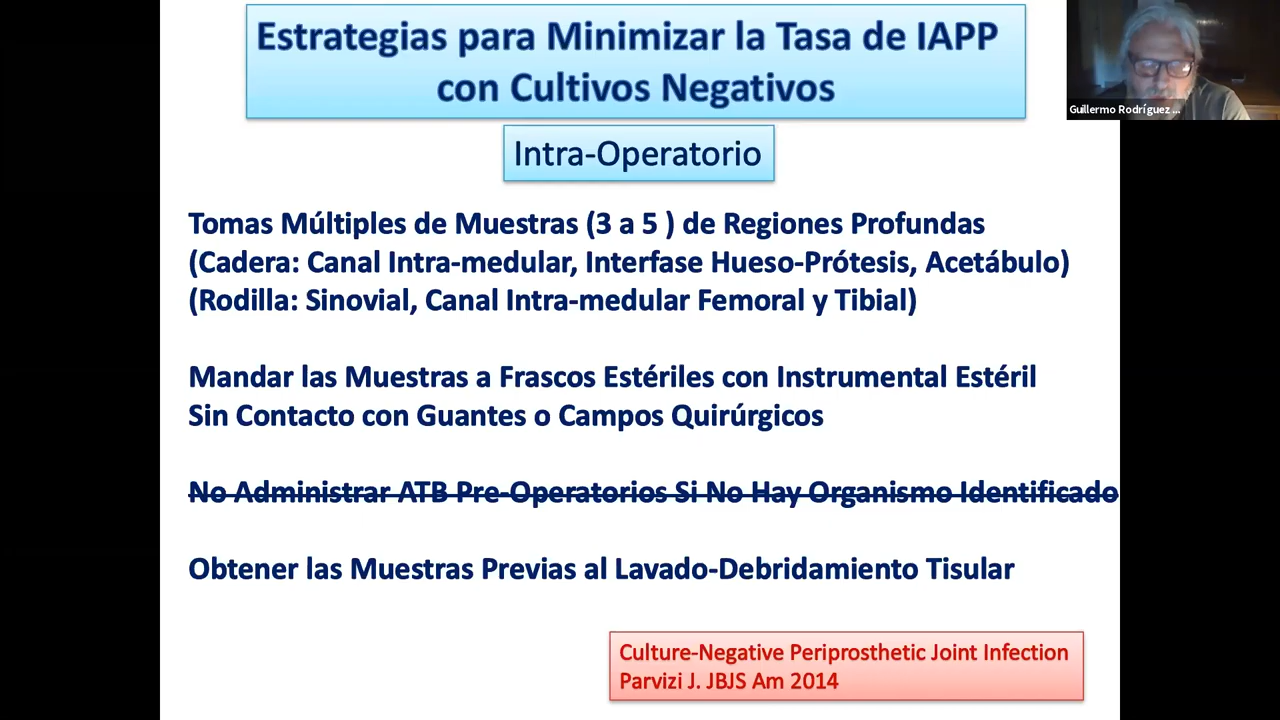 Estrategias para Minimizar la Tasa de IAPP
con Cultivos Negativos
Guillermo Rodríguez ...
Intra-Operatorio
Tomas Múltiples de Muestras (3 a 5 ) de Regiones Profundas
(Cadera: Canal Intra-medular, Interfase Hueso-Prótesis, Acetábulo)
(Rodilla: Sinovial, Canal Intra-medular Femoral y Tibial)
Mandar las Muestras a Frascos Estériles con Instrumental Estéril
Sin Contacto con Guantes o Campos Quirúrgicos
No Administrar ATB Pre-Operatorios Si No Hay Organismo Identificado
Obtener las Muestras Previas al Lavado-Debridamiento Tisular
Culture-Negative Periprosthetic Joint Infection
Parvizi J. JBJS Am 2014